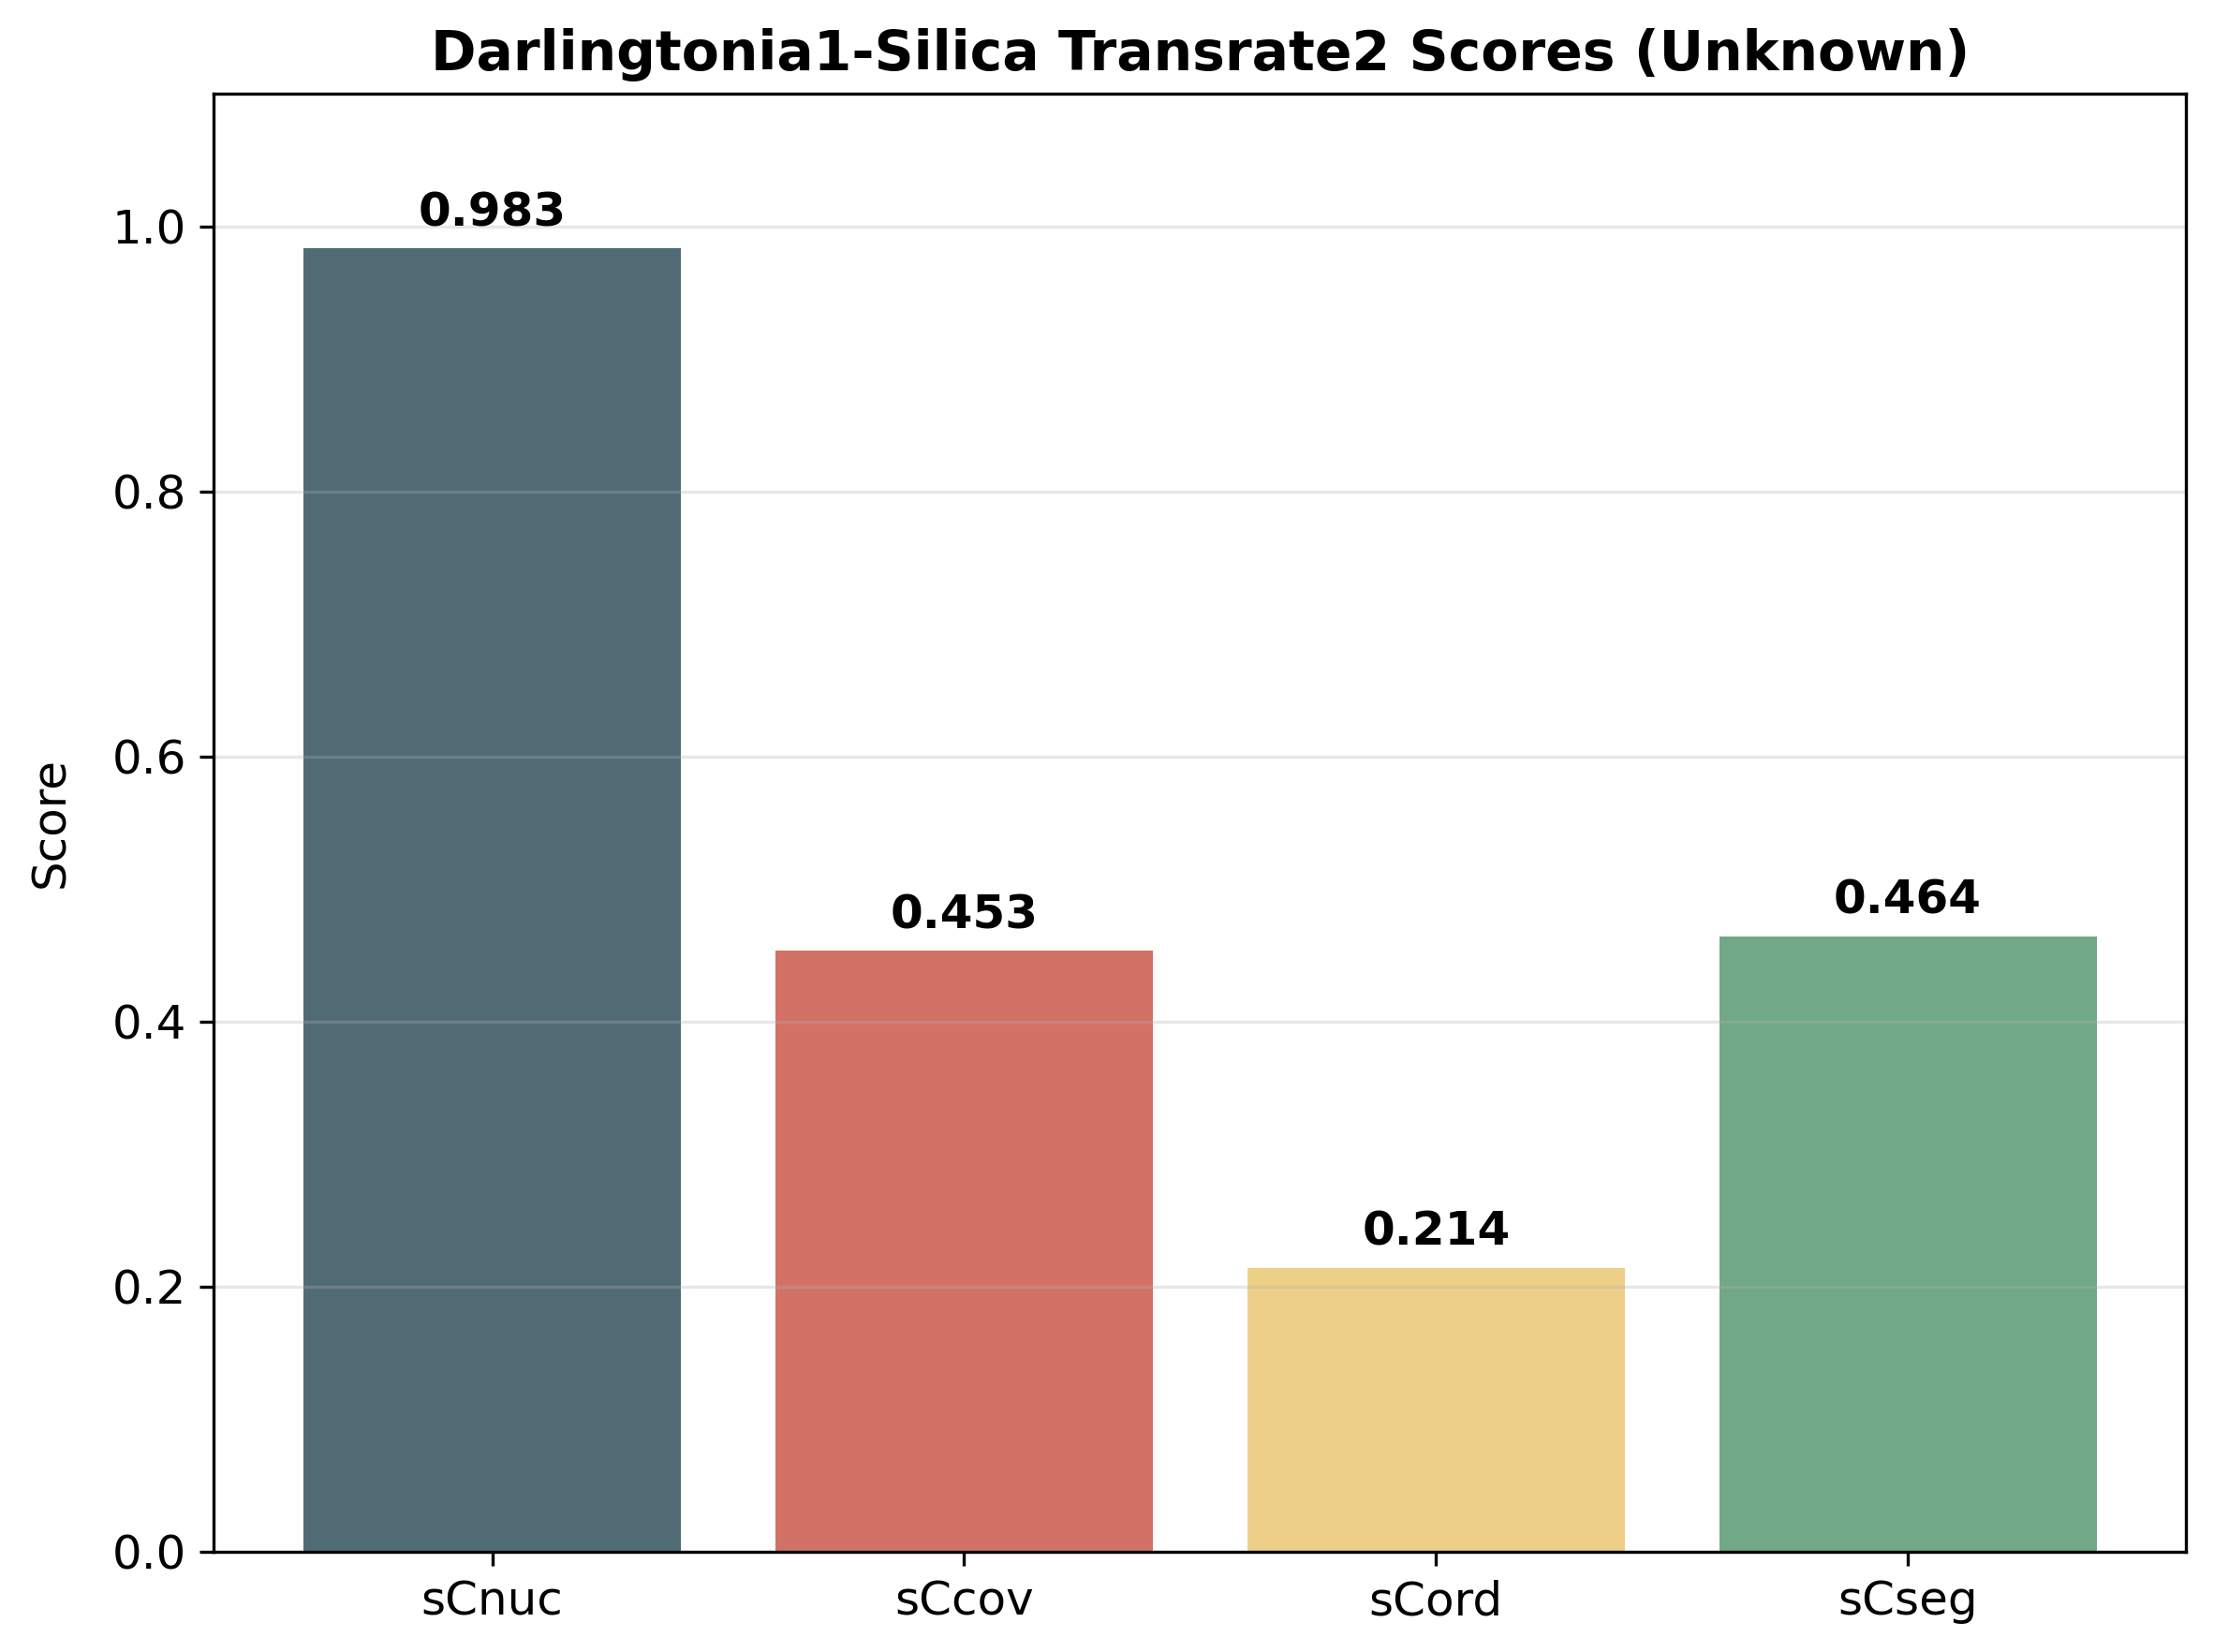 Darlingtonia1-Silica Transrate2 Scores (Unknown)
Score
1.0
0.8
0.6
0.4
0.2
0.0
0.983
0.453
0.214
0.464
sCnuc
sCcov
sCord
sCseg